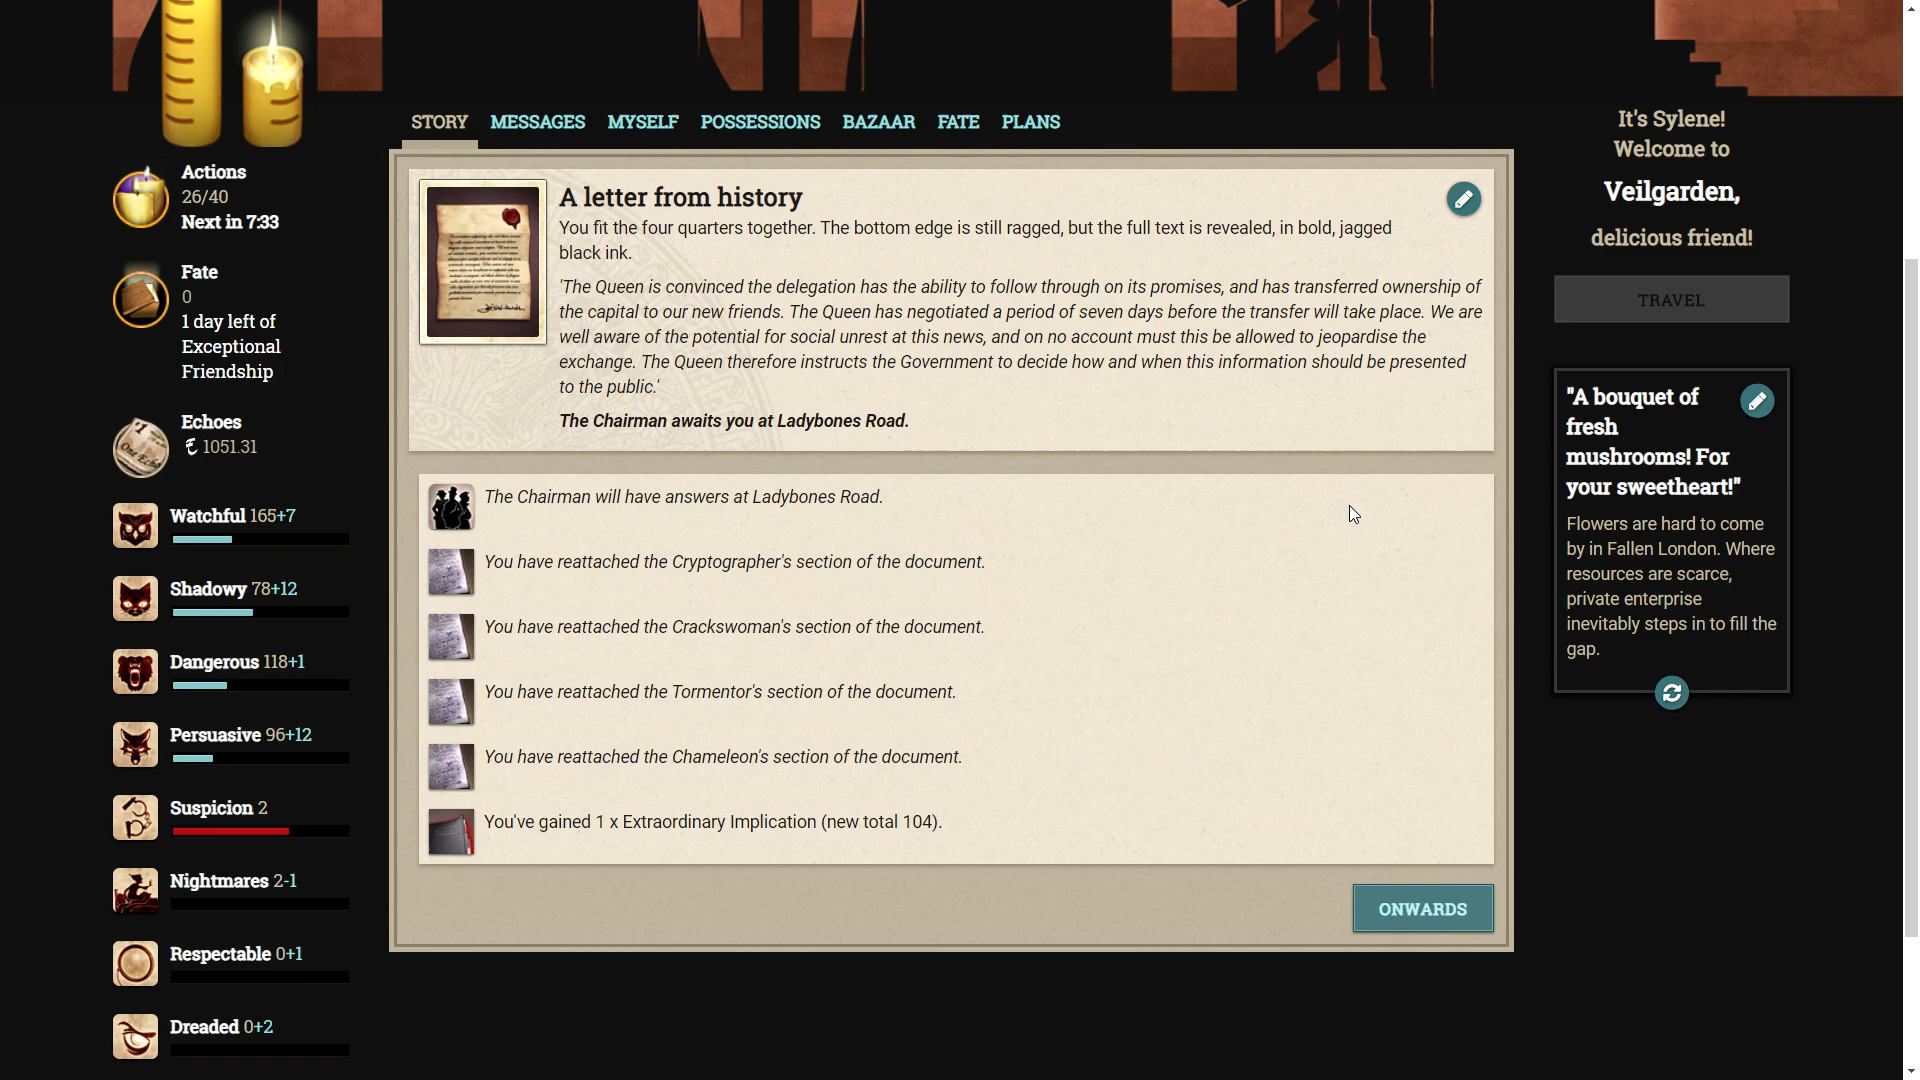 STORY MESSAGES MYSELF POSSESSIONS BAZAAR FATE PLANS
Actions
26/40
Next in 7:33
Fate
0
1 day left of
Exceptional
Friendship
Echoes
1051.31
Watchful 165+7
Shadowy 78+12
Dangerous 118+1
Persuasive 96+12
Suspicion 2
Nightmares 2-1
Respectable 0+1
Dreaded 0+2
A letter from history
You fit the four quarters together. The bottom edge is still ragged, but the full text is revealed, in bold, jagged
black ink.
'The Queen is convinced the delegation has the ability to follow through on its promises, and has transferred ownership of
the capital to our new friends. The Queen has negotiated a period of seven days before the transfer will take place. We are
well aware of the potential for social unrest at this news, and on no account must this be allowed to jeopardise the
exchange. The Queen therefore instructs the Government to decide how and when this information should be presented
to the public.'
The Chairman awaits you at Ladybones Road.
The Chairman will have answers at Ladybones Road.
You have reattached the Cryptographer's section of the document.
You have reattached the Crackswoman's section of the document.
You have reattached the Tormentor's section of the document.
You have reattached the Chameleon's section of the document.
You've gained 1 x Extraordinary Implication (new total 104).
ONWARDS
It's Sylene!
Welcome to
Veilgarden,
delicious friend!
TRAVEL
"A bouquet of
fresh
mushrooms! For
your sweetheart!"
Flowers are hard to come
by in Fallen London. Where
resources are scarce,
private enterprise
inevitably steps in to fill the
gap.